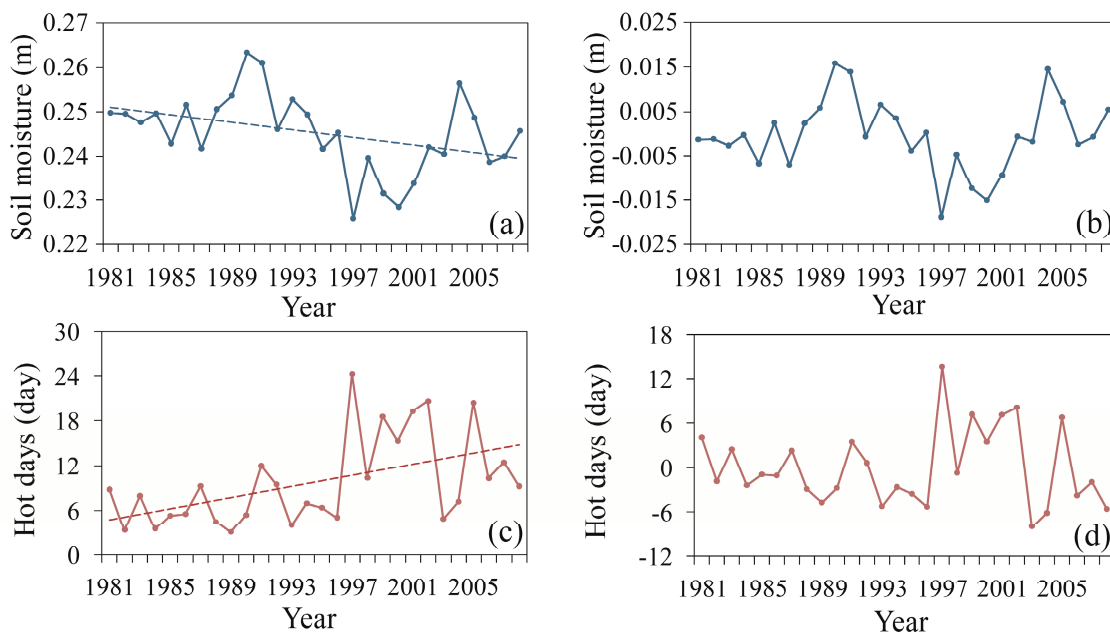 0.27
0.26
0.25
0.24
0.23
0.22
Soil moisture (m)
(a)
1981 1985 1989 1993 1997 2001 2005
Year
0.015
0.005
-0.005
-0.015
-0.025
Soil moisture (m)
(b)
1981 1985 1989 1993 1997 2001 2005
Year
30
24
18
12
6
0
Hot days (day)
(c)
1981 1985 1989 1993 1997 2001 2005
Year
18
12
6
0
-6
-12
Hot days (day)
(d)
1981 1985 1989 1993 1997 2001 2005
Year